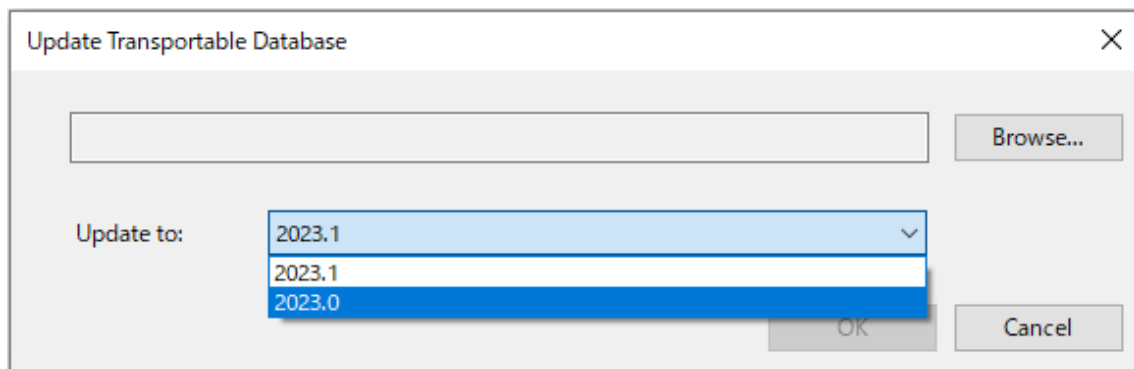 Update Transportable Database
Browse...
Update to:
2023.1
2023.1
2023.0
OK
Cancel